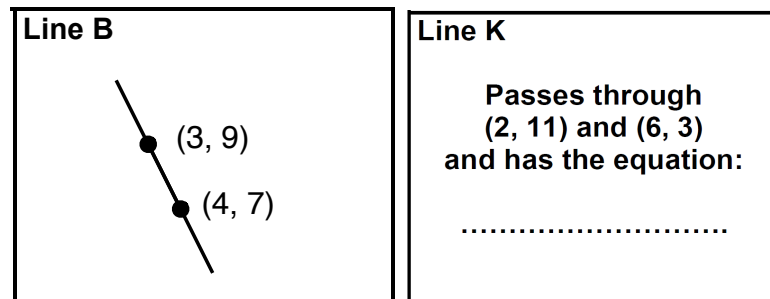 Line B
(3, 9)
(4, 7)
Line K
Passes through
(2, 11) and (6, 3)
and has the equation:
............................